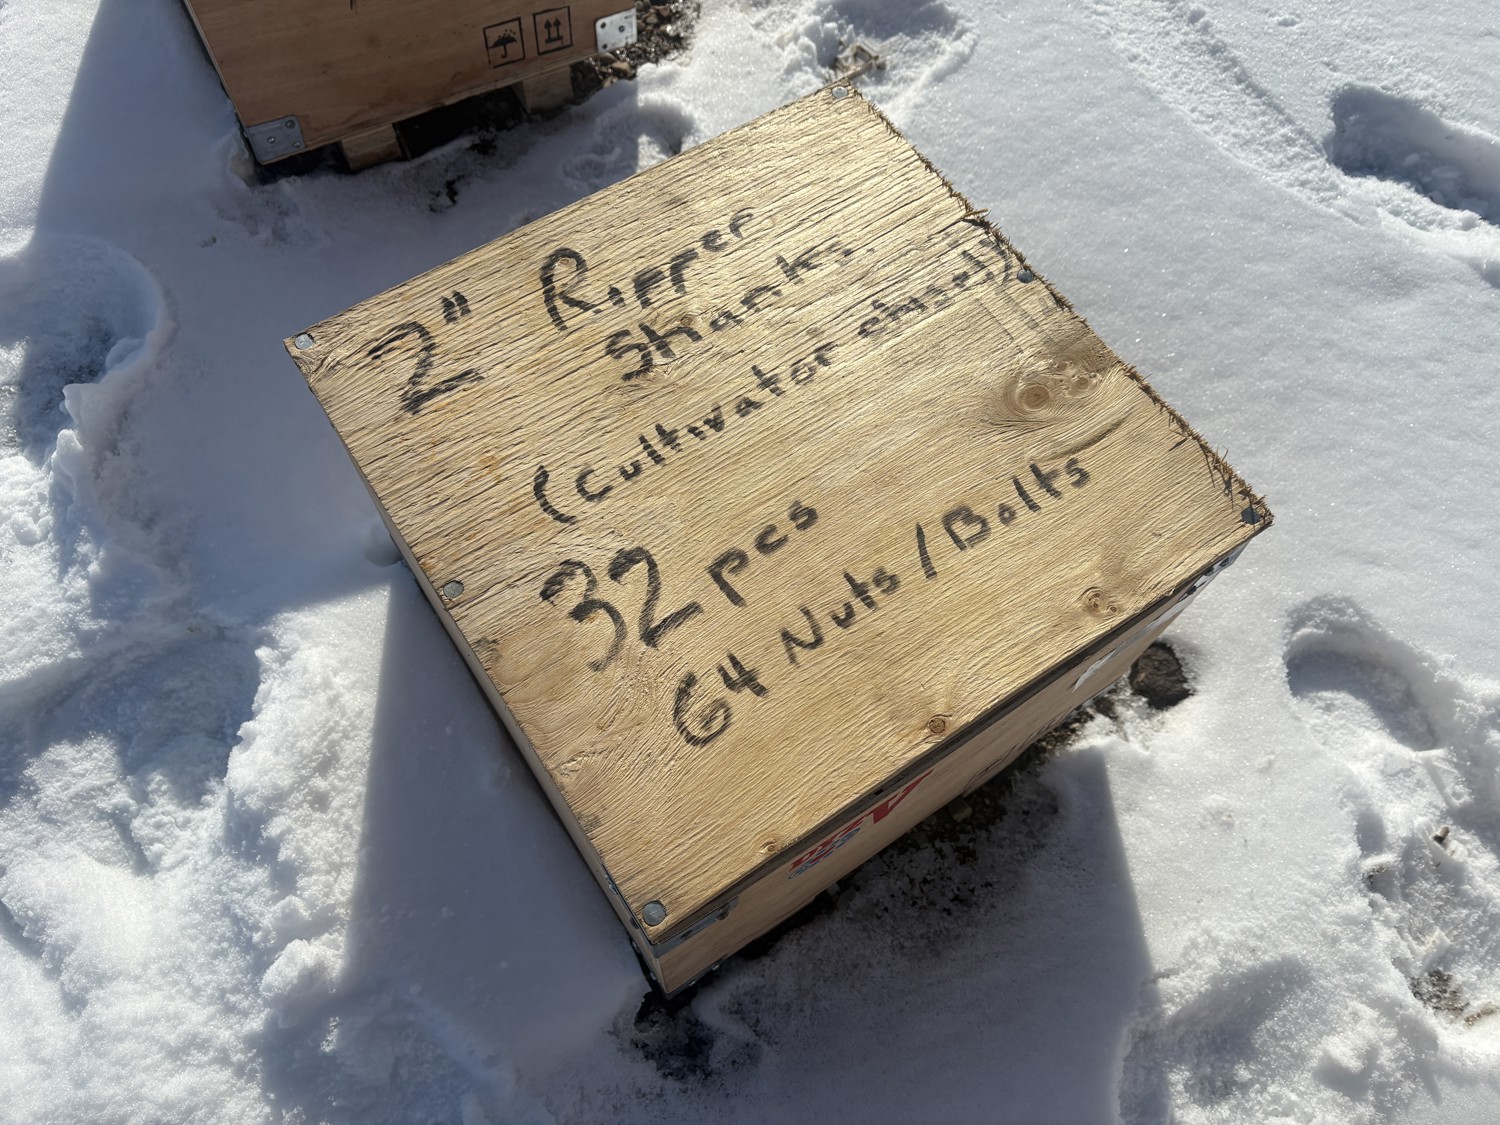 2" Ripper
Shanks
(Cultivator chisel)
32 pcs
64 Nuts/Bolts